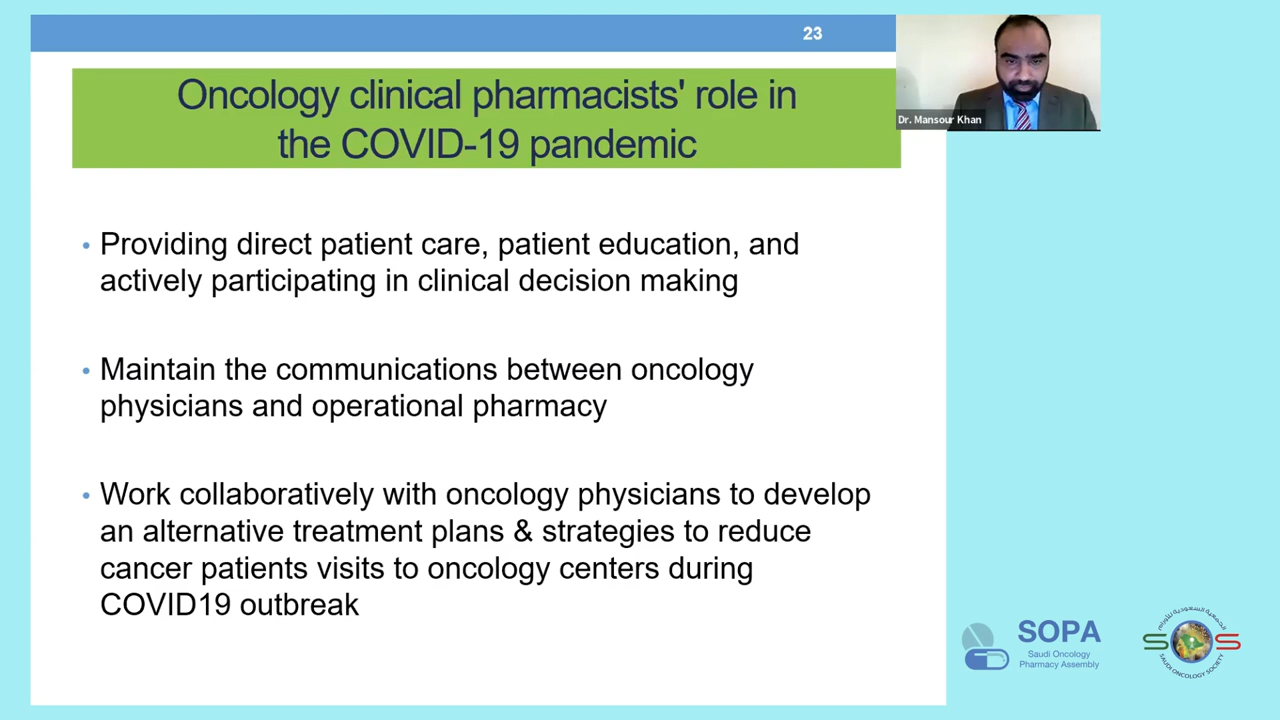 23
Oncology clinical pharmacists' role in
the COVID-19 pandemic
Dr. Mansour Khan
• Providing direct patient care, patient education, and
actively participating in clinical decision making
• Maintain the communications between oncology
physicians and operational pharmacy
• Work collaboratively with oncology physicians to develop
an alternative treatment plans & strategies to reduce
cancer patients visits to oncology centers during
COVID19 outbreak
SOPA
Saudi Oncology
Pharmacy Assembly
الجمعية السعودية للأورام
SOS
SAUDI ONCOLOGY SOCIETY